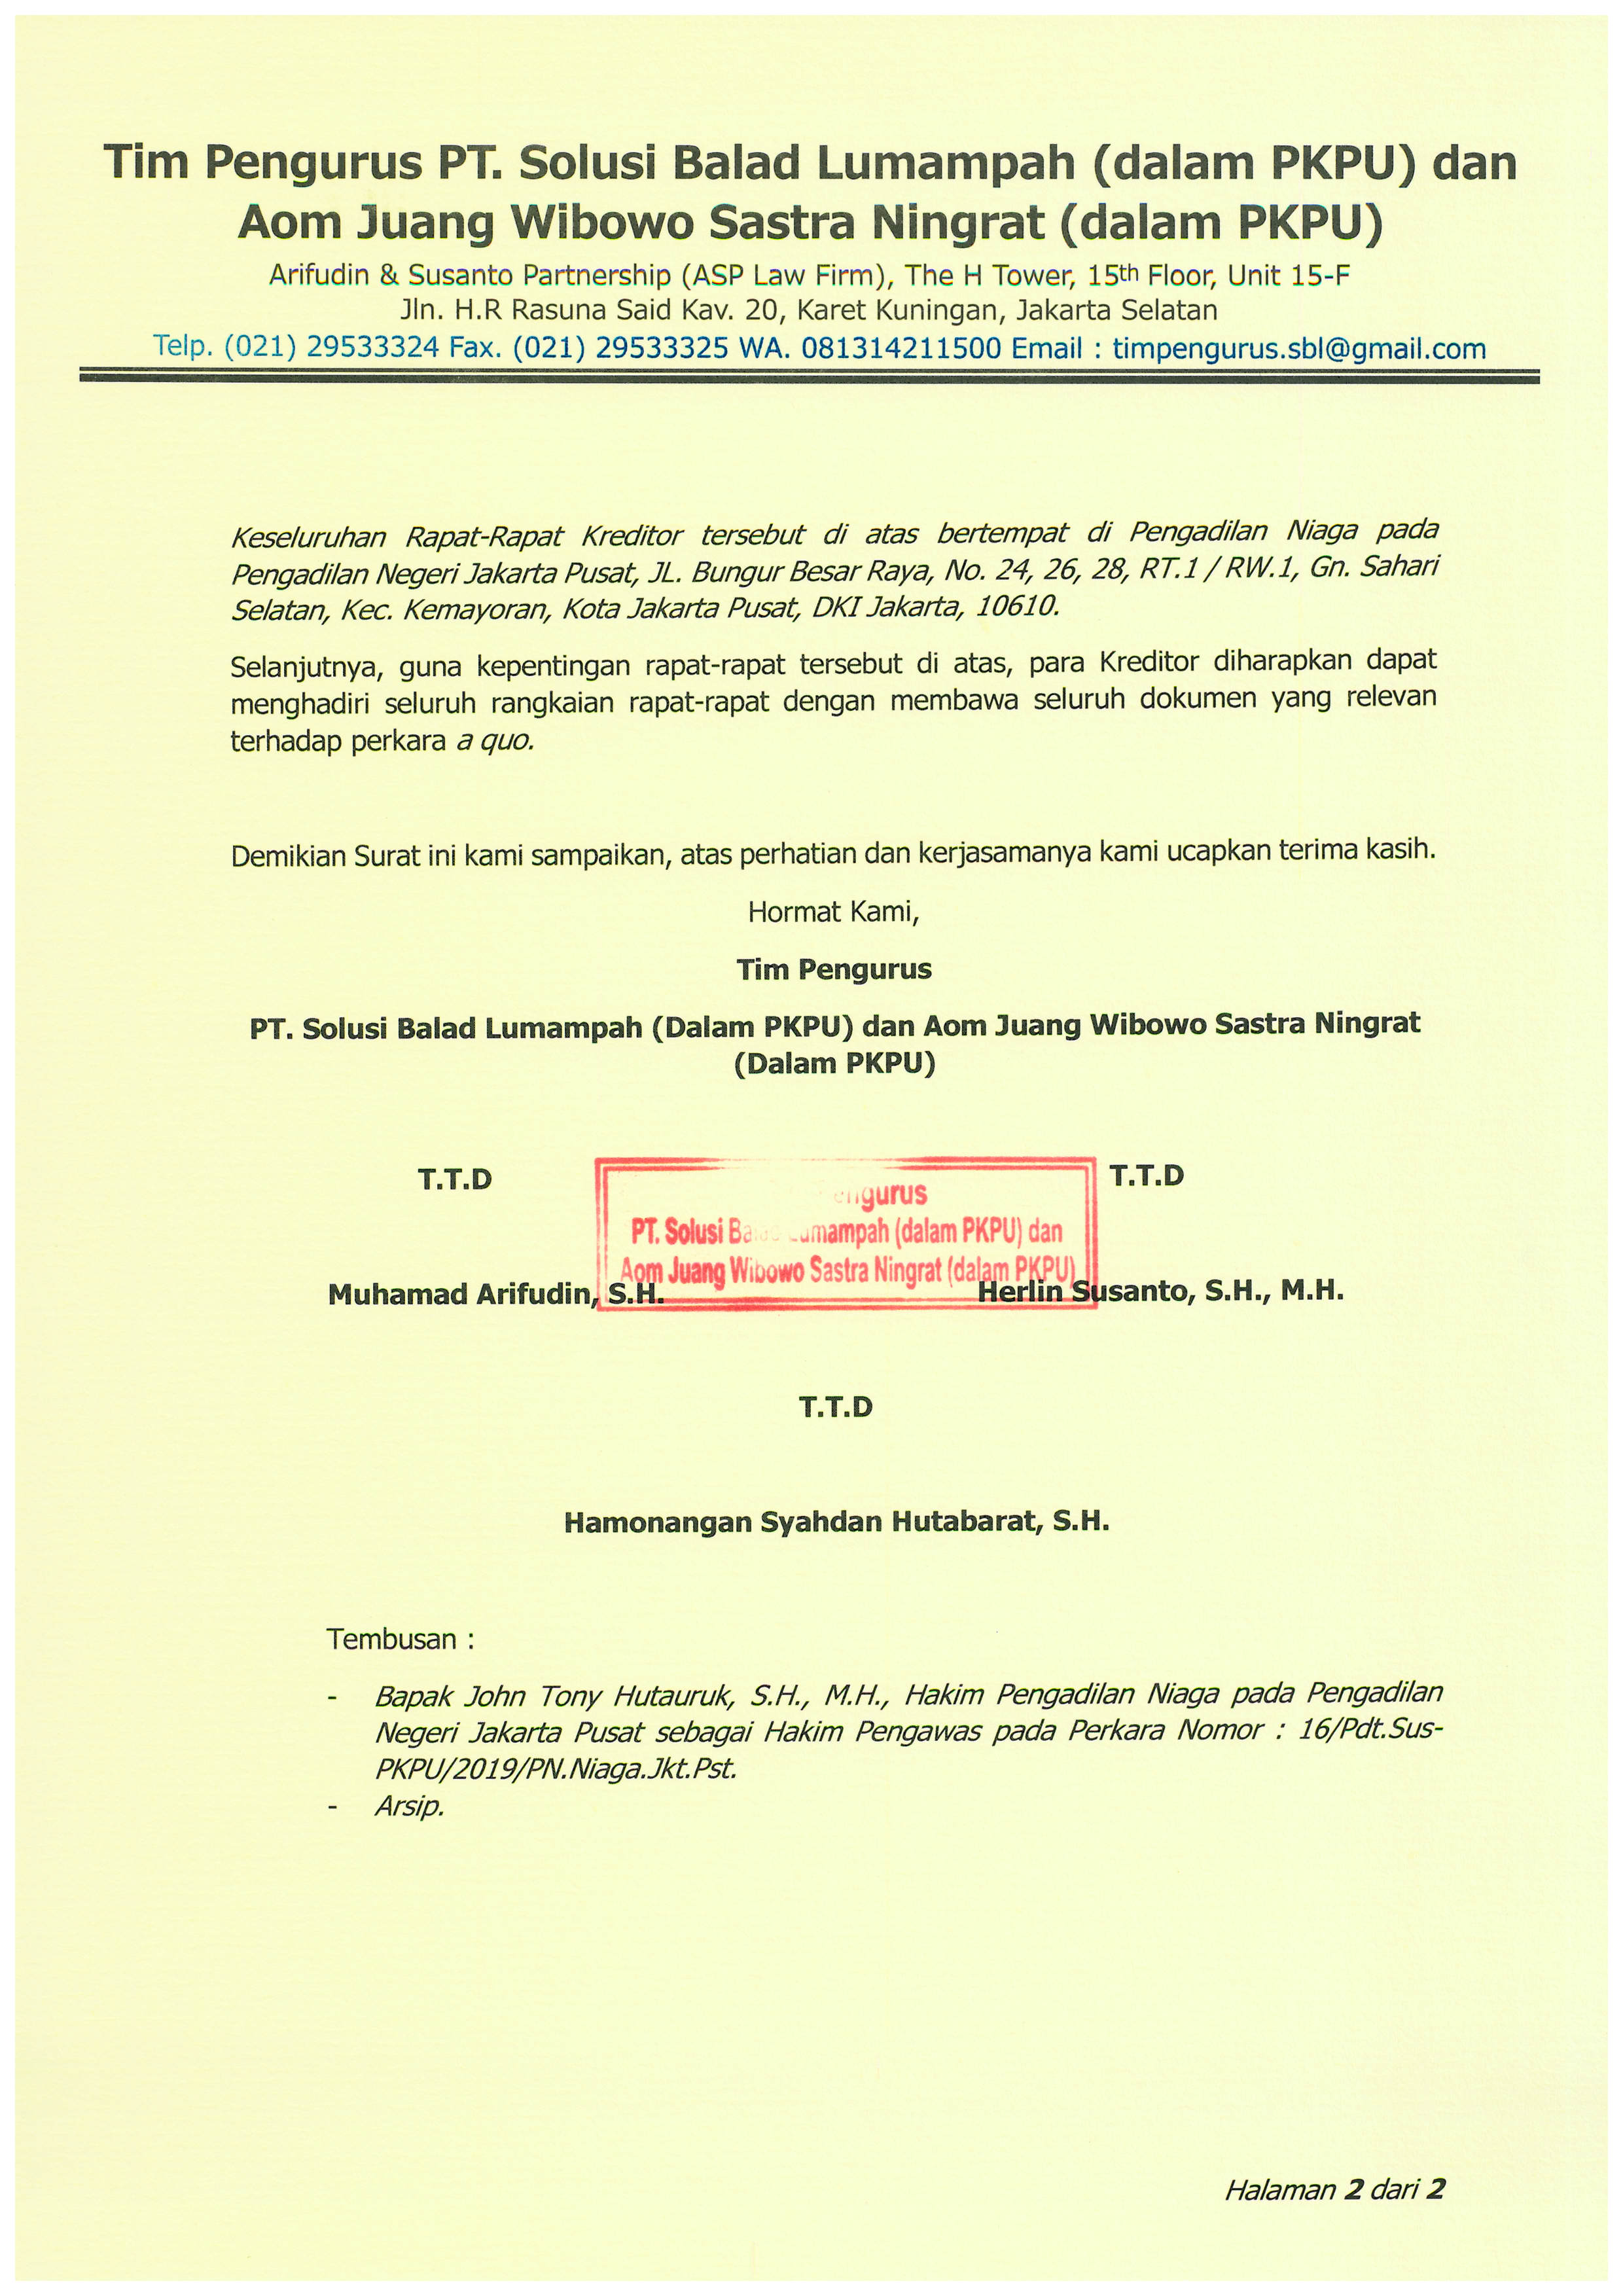 Tim Pengurus PT. Solusi Balad Lumampah (dalam PKPU) dan
Aom Juang Wibowo Sastra Ningrat (dalam PKPU)
Arifudin & Susanto Partnership (ASP Law Firm), The H Tower, 15th Floor, Unit 15-F
Jln. H.R Rasuna Said Kav. 20, Karet Kuningan, Jakarta Selatan
Telp. (021) 29533324 Fax. (021) 29533325 WA. 081314211500 Email : timpengurus.sbl@gmail.com
Keseluruhan Rapat-Rapat Kreditor tersebut di atas bertempat di Pengadilan Niaga pada
Pengadilan Negeri Jakarta Pusat, JL. Bungur Besar Raya, No. 24, 26, 28, RT.1 / RW.1, Gn. Sahari
Selatan, Kec. Kemayoran, Kota Jakarta Pusat, DKI Jakarta, 10610.
Selanjutnya, guna kepentingan rapat-rapat tersebut di atas, para Kreditor diharapkan dapat
menghadiri seluruh rangkaian rapat-rapat dengan membawa seluruh dokumen yang relevan
terhadap perkara a quo.
Demikian Surat ini kami sampaikan, atas perhatian dan kerjasamanya kami ucapkan terima kasih.
Hormat Kami,
Tim Pengurus
PT. Solusi Balad Lumampah (Dalam PKPU) dan Aom Juang Wibowo Sastra Ningrat
(Dalam PKPU)
T.T.D
T.T.D
PT. Solusi (dalam PKPU) dan
Aom Juang Wibowo Sastra Ningrat (dalam PKPU)
Muhamad Arifudin, S.H.
Herlin Susanto, S.H., M.H.
T.T.D
Hamonangan Syahdan Hutabarat, S.H.
Tembusan :
- Bapak John Tony Hutauruk, S.H., M.H., Hakim Pengadilan Niaga pada Pengadilan
Negeri Jakarta Pusat sebagai Hakim Pengawas pada Perkara Nomor : 16/Pdt.Sus-
PKPU/2019/PN.Niaga.Jkt.Pst.
- Arsip.
Halaman 2 dari 2